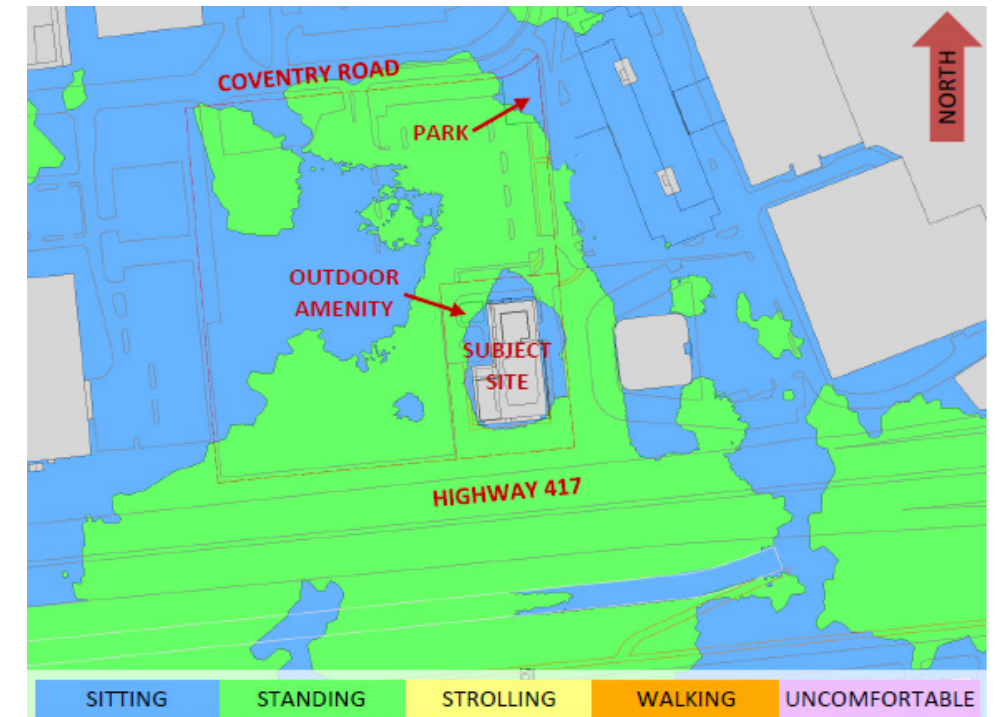 COVENTRY ROAD
NORTH
PARK
OUTDOOR
AMENITY
SUBJECT
SITE
HIGHWAY 417
SITTING
STANDING
STROLLING
WALKING
UNCOMFORTABLE